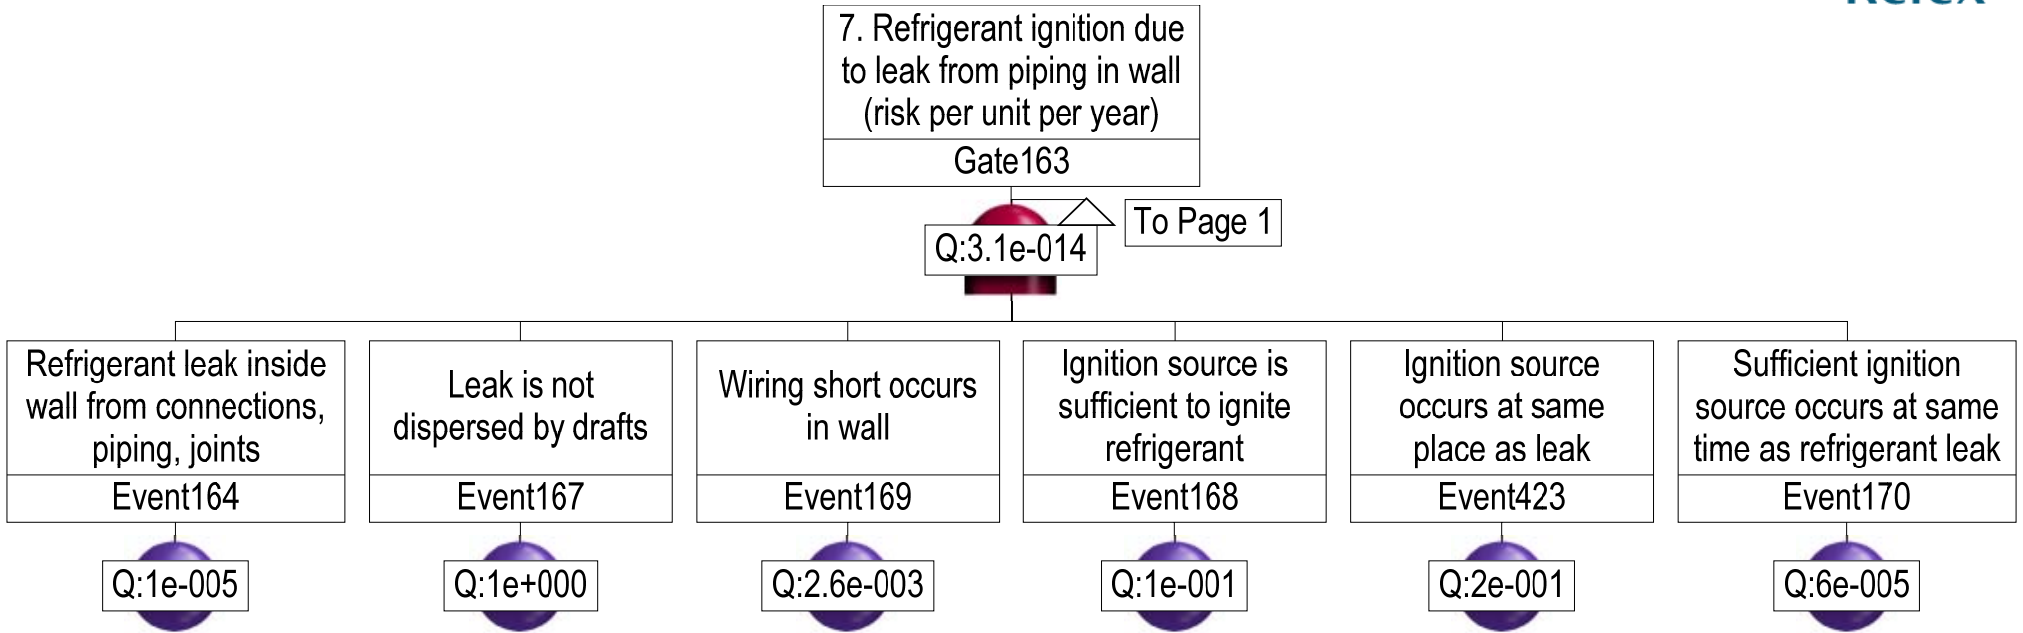 7. Refrigerant ignition due
to leak from piping in wall
(risk per unit per year)
Gate163
To Page 1
Q:3.1e-014
Refrigerant leak inside
wall from connections,
piping, joints
Event164
Q:1e-005
Leak is not
dispersed by drafts
Event167
Q:1e+000
Wiring short occurs
in wall
Event169
Q:2.6e-003
Ignition source is
sufficient to ignite
refrigerant
Event168
Q:1e-001
Ignition source
occurs at same
place as leak
Event423
Q:2e-001
Sufficient ignition
source occurs at same
time as refrigerant leak
Event170
Q:6e-005